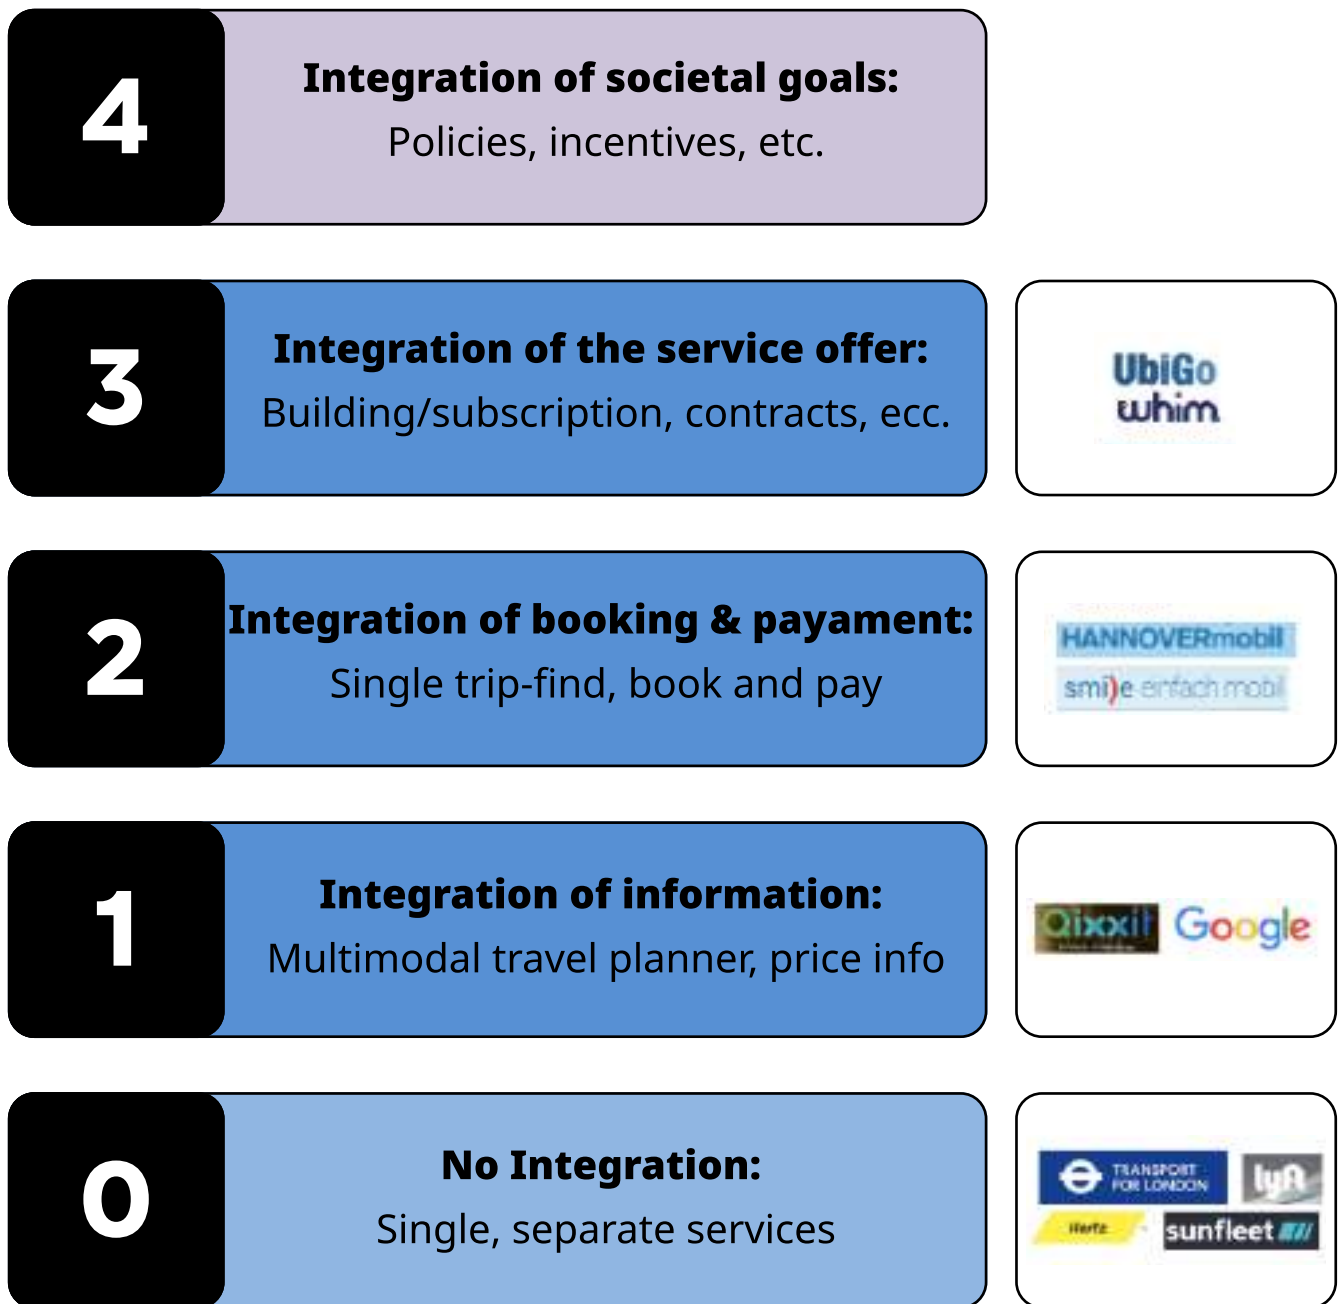 4
Integration of societal goals:
Policies, incentives, etc.
3
Integration of the service offer:
Building/subscription, contracts, ecc.
UbiGo
whim
2
Integration of booking & payament:
Single trip-find, book and pay
HANNOVERmobil
smile einfach mobil
1
Integration of information:
Multimodal travel planner, price info
Qixxit Google
0
No Integration:
Single, separate services
TRANSPORT
FOR LONDON
lyft
Hertz
sunfleet